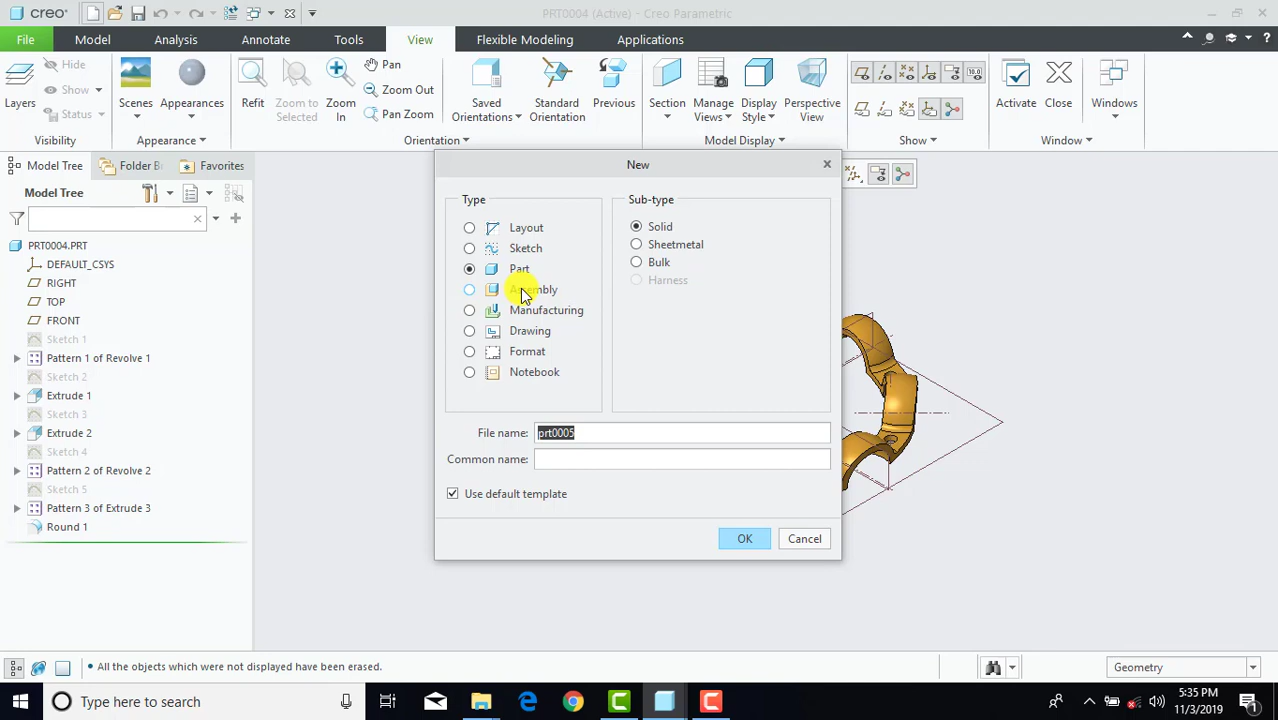 creo
PRT0004 (Active) - Creo Parametric
File
Model
Analysis
Annotate
Tools
View
Flexible Modeling
Applications
Layers
Hide
Show
Status
Visibility
Scenes
Appearances
Appearance
Refit
Zoom to
Selected
Zoom
In
Pan
Zoom Out
Pan Zoom
Saved
Orientations
Standard
Orientation
Previous
Orientation
Section
Manage
Views
Display
Style
Perspective
View
Model Display
10.0
Show
Activate
Close
Windows
Window
Model Tree
Folder B
Favorites
Model Tree
PRT0004.PRT
DEFAULT_CSYS
RIGHT
TOP
FRONT
Sketch 1
Pattern 1 of Revolve 1
Sketch 2
Extrude 1
Sketch 3
Extrude 2
Sketch 4
Pattern 2 of Revolve 2
Sketch 5
Pattern 3 of Extrude 3
Round 1
New
Type
Layout
Sketch
Part
Assembly
Manufacturing
Drawing
Format
Notebook
Sub-type
Solid
Sheetmetal
Bulk
Harness
File name:
prt0005
Common name:
Use default template
OK
Cancel
• All the objects which were not displayed have been erased.
Geometry
Type here to search
5:35 PM
11/3/2019